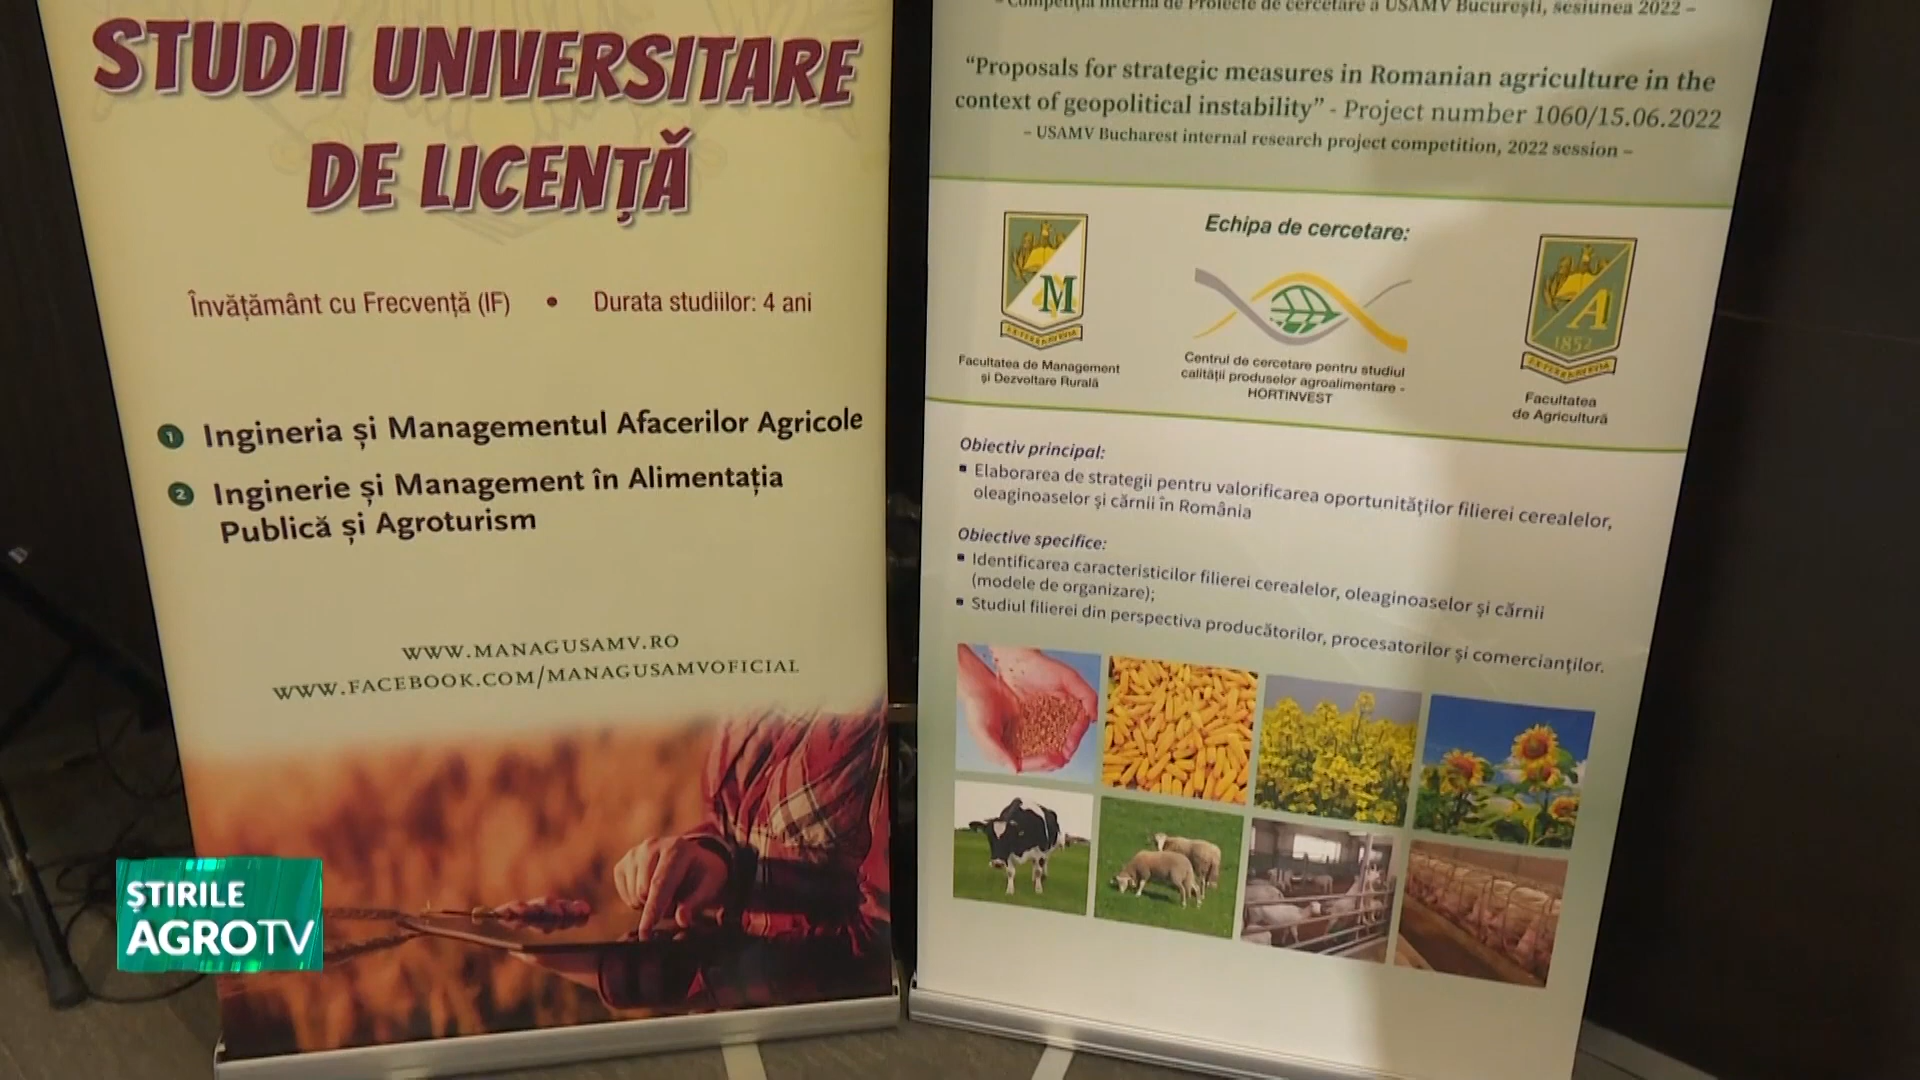 STUDII UNIVERSITARE
DE LICENȚĂ
Învățământ cu Frecvență (IF) • Durata studiilor: 4 ani
1 Ingineria și Managementul Afacerilor Agricole
2 Inginerie și Management în Alimentația
Publică și Agroturism
WWW.MANAGUSAMV.RO
WWW.FACEBOOK.COM/MANAGUSAMVOFICIAL
– Competiția internă de Proiecte de cercetare a USAMV București, sesiunea 2022 –
“Proposals for strategic measures in Romanian agriculture in the
context of geopolitical instability” - Project number 1060/15.06.2022
– USAMV Bucharest internal research project competition, 2022 session –
Echipa de cercetare:
M
Facultatea de Management
și Dezvoltare Rurală
Centrul de cercetare pentru studiul
calității produselor agroalimentare -
HORTINVEST
A
1852
Facultatea
de Agricultură
Obiectiv principal:
▪ Elaborarea de strategii pentru valorificarea oportunităților filierei cerealelor,
oleaginoaselor și cărnii în România
Obiective specifice:
▪ Identificarea caracteristicilor filierei cerealelor, oleaginoaselor și cărnii
(modele de organizare);
▪ Studiul filierei din perspectiva producătorilor, procesatorilor și comercianților.
ȘTIRILE
AGROTV